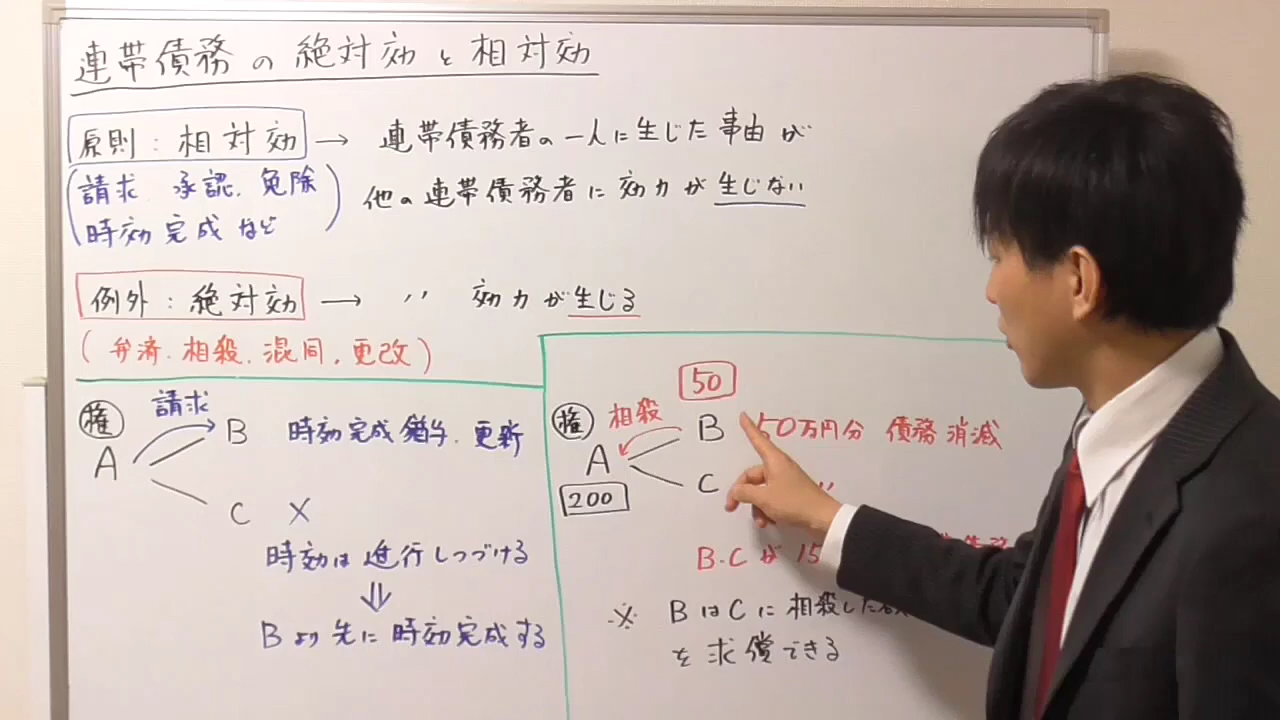 連帯債務の絶対効と相対効
原則：相対効 → 連帯債務者の一人に生じた事由が
他の連帯債務者に効力が生じない
(請求、承認、免除
時効完成など)
例外：絶対効 → 〃 効力が生じる
(弁済、相殺、混同、更改)
権
請求
A
B 時効完成猶予、更新
C ×
時効は進行しつづける
⇓
Bより先に時効完成する
50
権
相殺
A
200
B 50万円分 債務消滅
C 〃
B・Cが15
※ BはCに相殺した
を求償できる